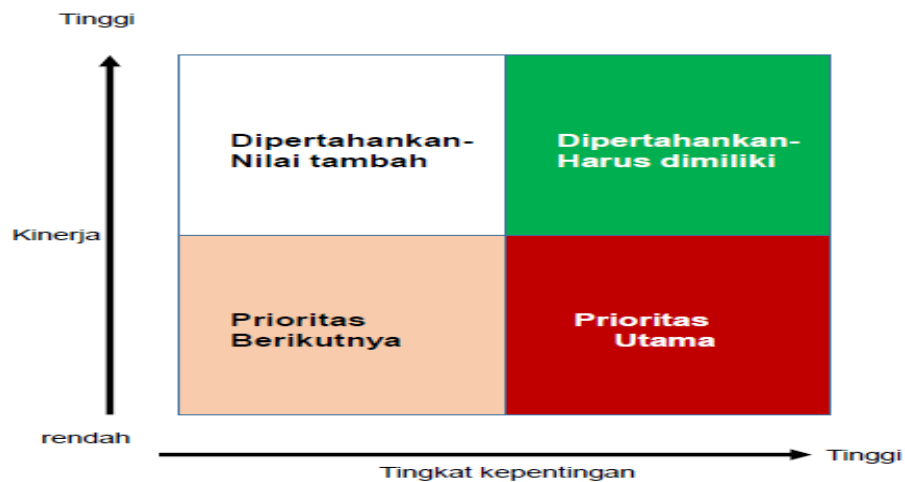 Tinggi
Dipertahankan-
Nilai tambah
Dipertahankan-
Harus dimiliki
Kinerja
Prioritas
Berikutnya
Prioritas
Utama
rendah
Tingkat kepentingan
Tinggi